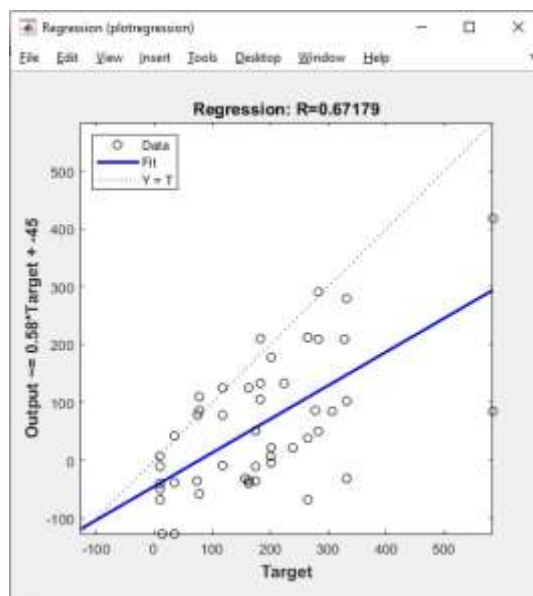 Regression (plotregression)
File Edit View Insert Tools Desktop Window Help
Regression: R=0.67179
Data
Fit
Y = T
Output ~= 0.58*Target + -45
500
400
300
200
100
0
-100
-100 0 100 200 300 400 500
Target